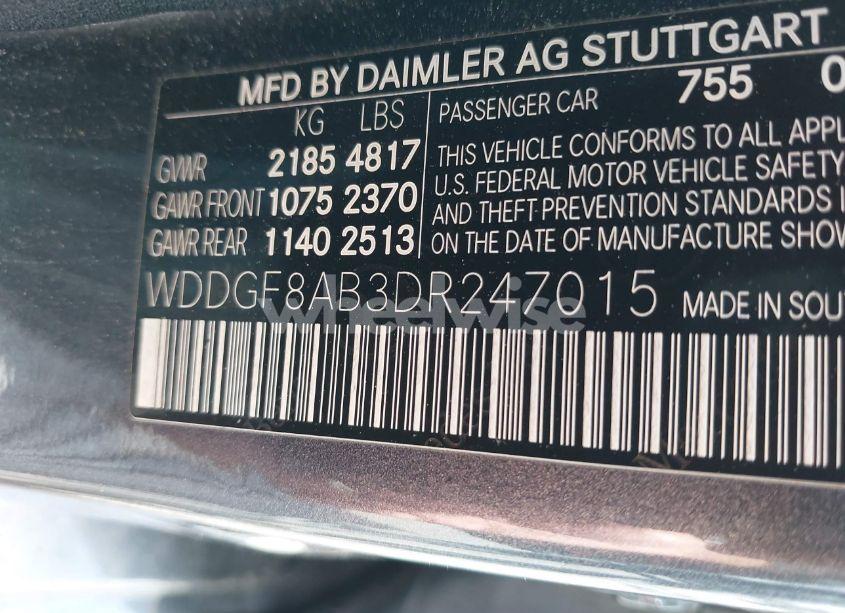 MFD BY DAIMLER AG STUTTGART
KG LBS
GVWR 2185 4817
GAWR FRONT 1075 2370
GAWR REAR 1140 2513
PASSENGER CAR 755 0
THIS VEHICLE CONFORMS TO ALL APPL
U.S. FEDERAL MOTOR VEHICLE SAFETY
AND THEFT PREVENTION STANDARDS I
ON THE DATE OF MANUFACTURE SHOW
WDDGF8AB3DR247015 MADE IN SOU
wheelwise